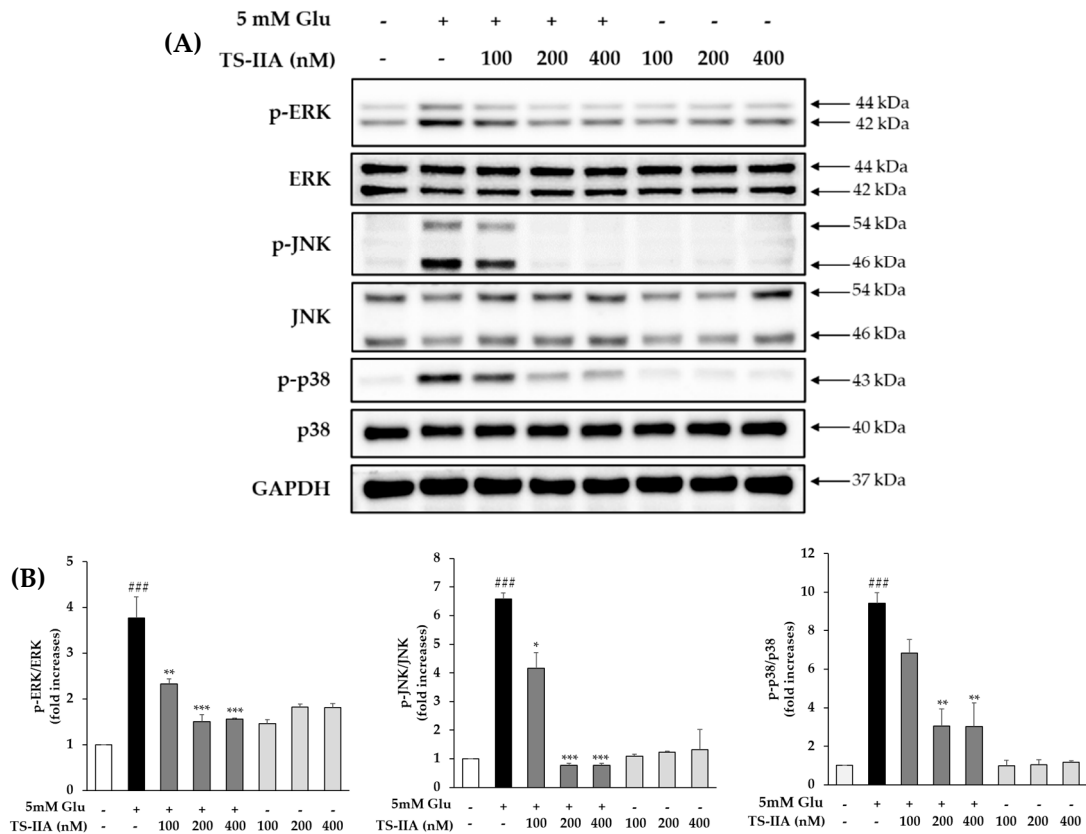 (A)
5 mM Glu - + + + + - - -
TS-IIA (nM) - - 100 200 400 100 200 400
p-ERK 44 kDa
42 kDa
ERK 44 kDa
42 kDa
p-JNK 54 kDa
46 kDa
JNK 54 kDa
46 kDa
p-p38 43 kDa
p38 40 kDa
GAPDH 37 kDa
(B)
p-ERK/ERK
(fold increases)
5
4
3
2
1
0
###
**
***
***
5mM Glu - + + + + - - -
TS-IIA (nM) - - 100 200 400 100 200 400
p-JNK/JNK
(fold increases)
8
7
6
5
4
3
2
1
0
###
*
***
***
5mM Glu - + + + + - - -
TS-IIA (nM) - - 100 200 400 100 200 400
p-p38/p38
(fold increases)
12
10
8
6
4
2
0
###
**
**
5mM Glu - + + + + - - -
TS-IIA (nM) - - 100 200 400 100 200 400